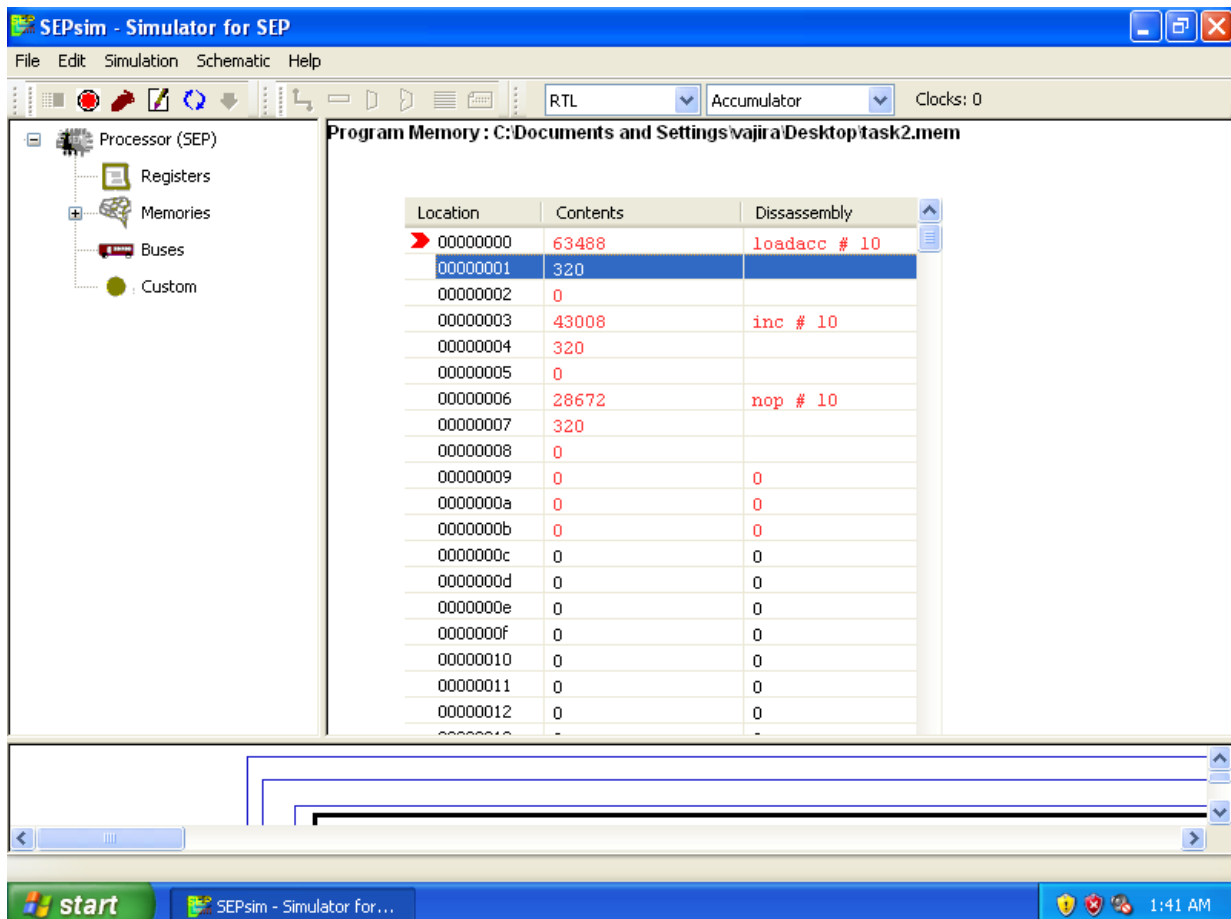 SEPsim - Simulator for SEP
File Edit Simulation Schematic Help
RTL Accumulator Clocks: 0
Processor (SEP)
Registers
Memories
Buses
Custom
Program Memory : C:\Documents and Settings\vajira\Desktop\task2.mem
Location Contents Dissassembly
00000000 63488 loadacc # 10
00000001 320
00000002 0
00000003 43008 inc # 10
00000004 320
00000005 0
00000006 28672 nop # 10
00000007 320
00000008 0
00000009 0 0
0000000a 0 0
0000000b 0 0
0000000c 0 0
0000000d 0 0
0000000e 0 0
0000000f 0 0
00000010 0 0
00000011 0 0
00000012 0 0
start SEPsim - Simulator for... 1:41 AM